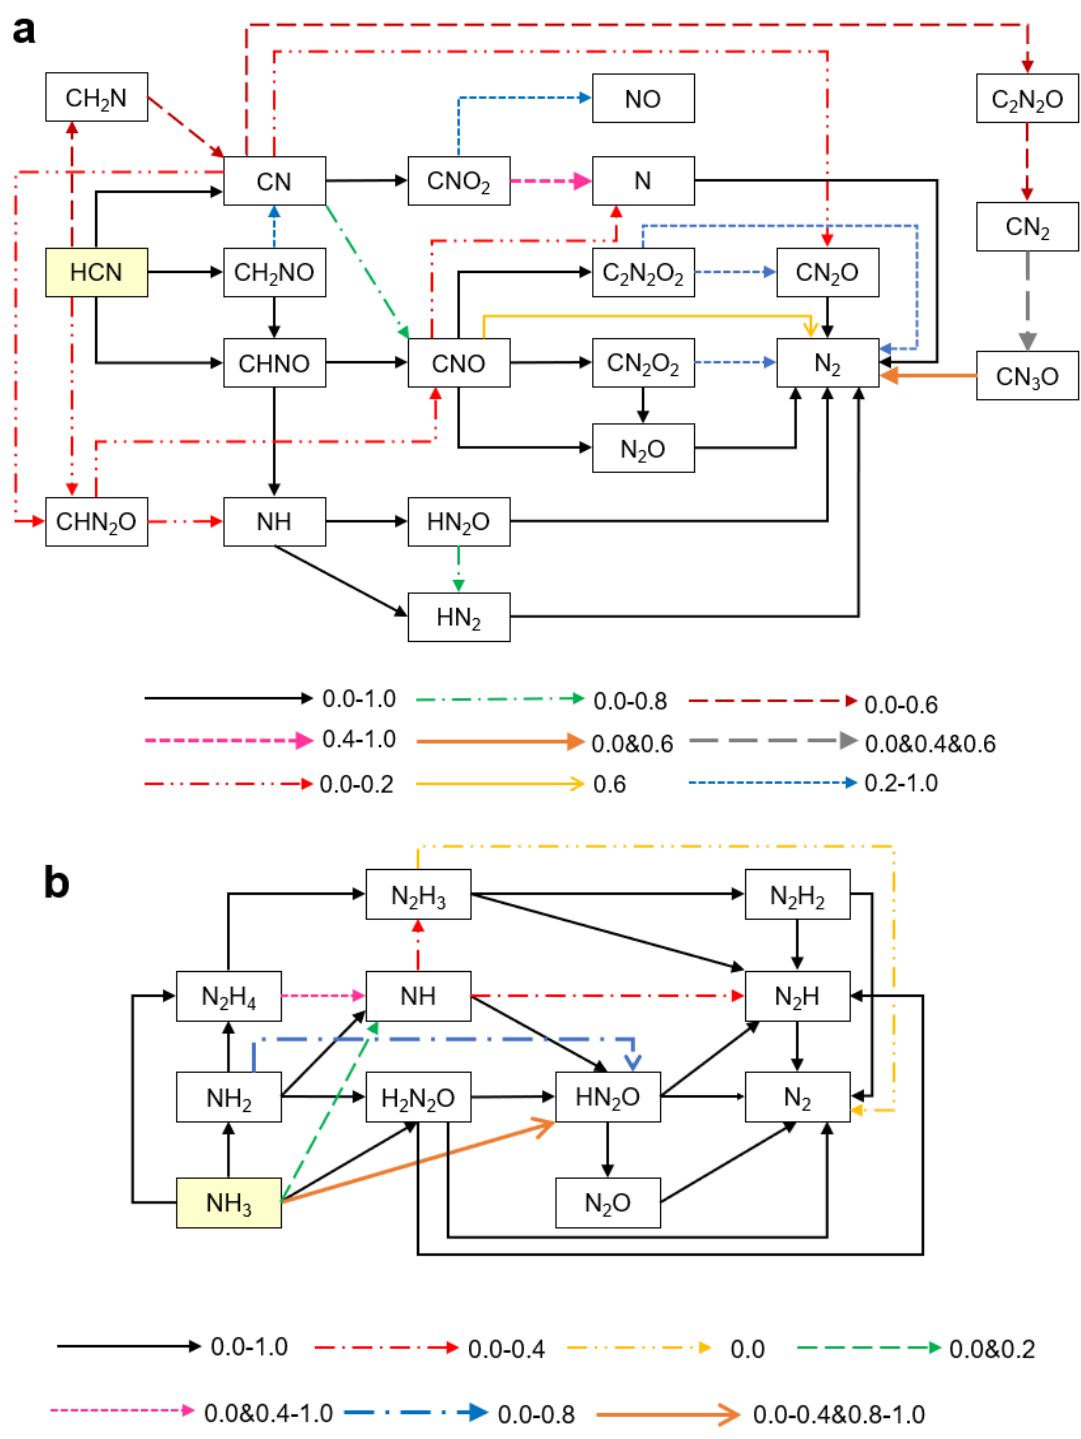 a
CH₂N NO C₂N₂O
CN CNO₂ N
CN₂
HCN CH₂NO C₂N₂O₂ CN₂O
CHNO CNO CN₂O₂ N₂ CN₃O
N₂O
CHN₂O NH HN₂O
HN₂
0.0-1.0 0.0-0.8 0.0-0.6
0.4-1.0 0.0&0.6 0.0&0.4&0.6
0.0-0.2 0.6 0.2-1.0
b
N₂H₃ N₂H₂
N₂H₄ NH N₂H
NH₂ H₂N₂O HN₂O N₂
NH₃ N₂O
0.0-1.0 0.0-0.4 0.0 0.0&0.2
0.0&0.4-1.0 0.0-0.8 0.0-0.4&0.8-1.0